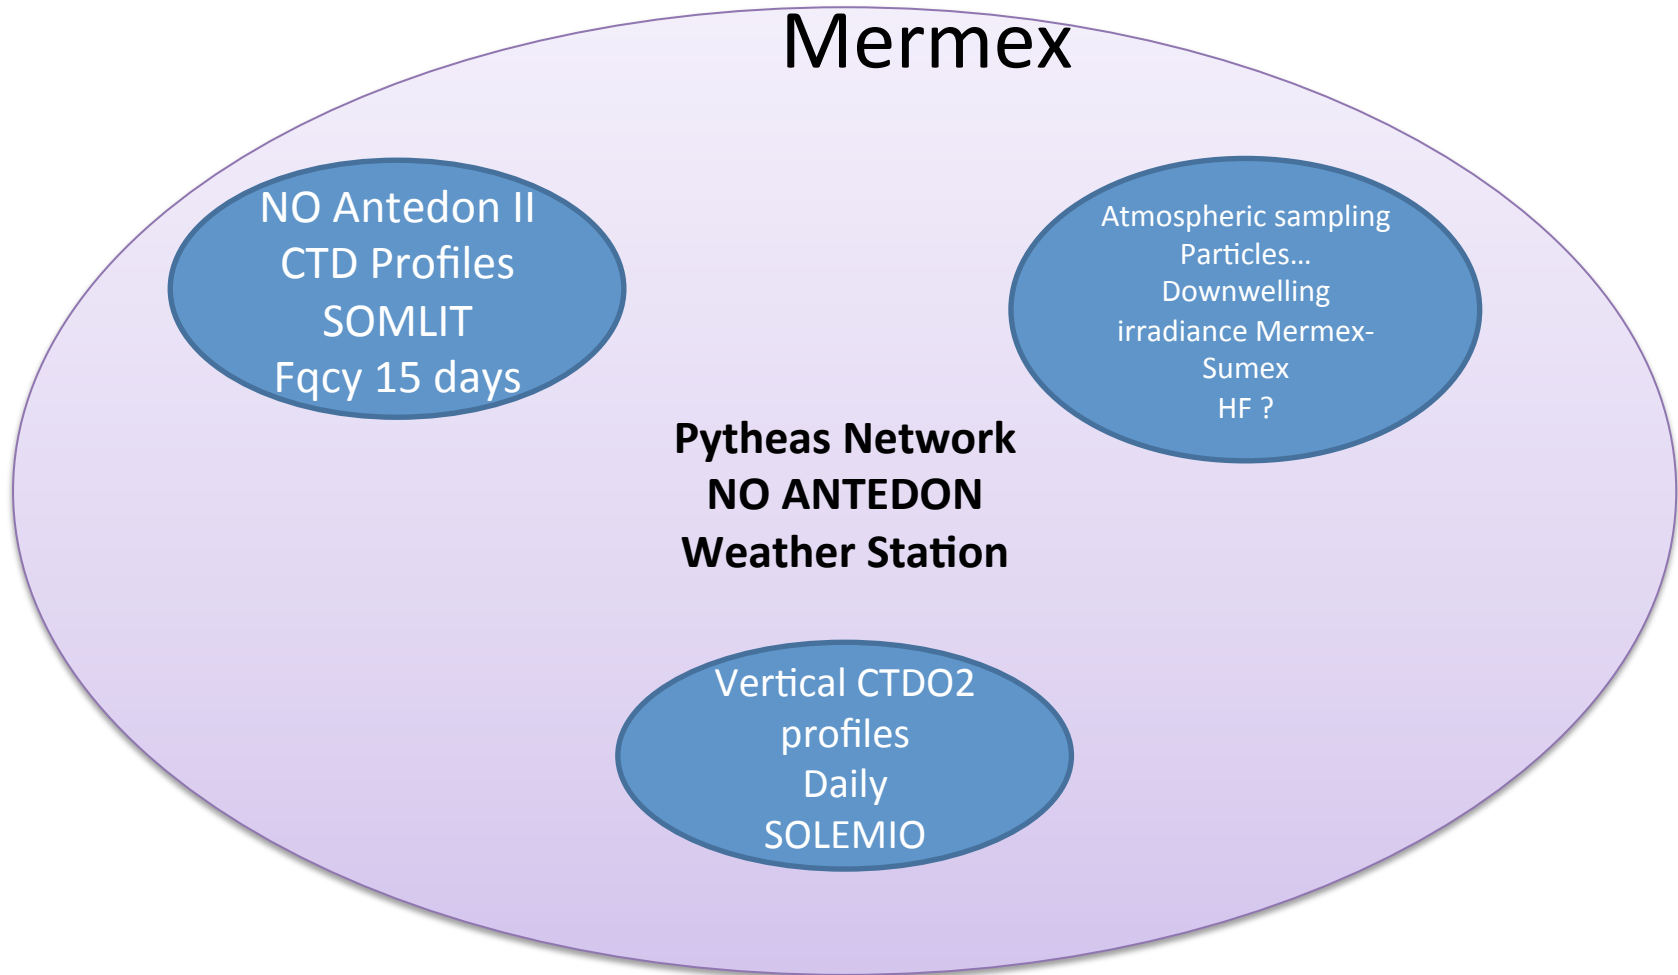 Mermex
NO Antedon II
CTD Profiles
SOMLIT
Fqcy 15 days
Atmospheric sampling
Particles...
Downwelling
irradiance Mermex-
Sumex
HF ?
Pytheas Network
NO ANTEDON
Weather Station
Vertical CTDO2
profiles
Daily
SOLEMIO